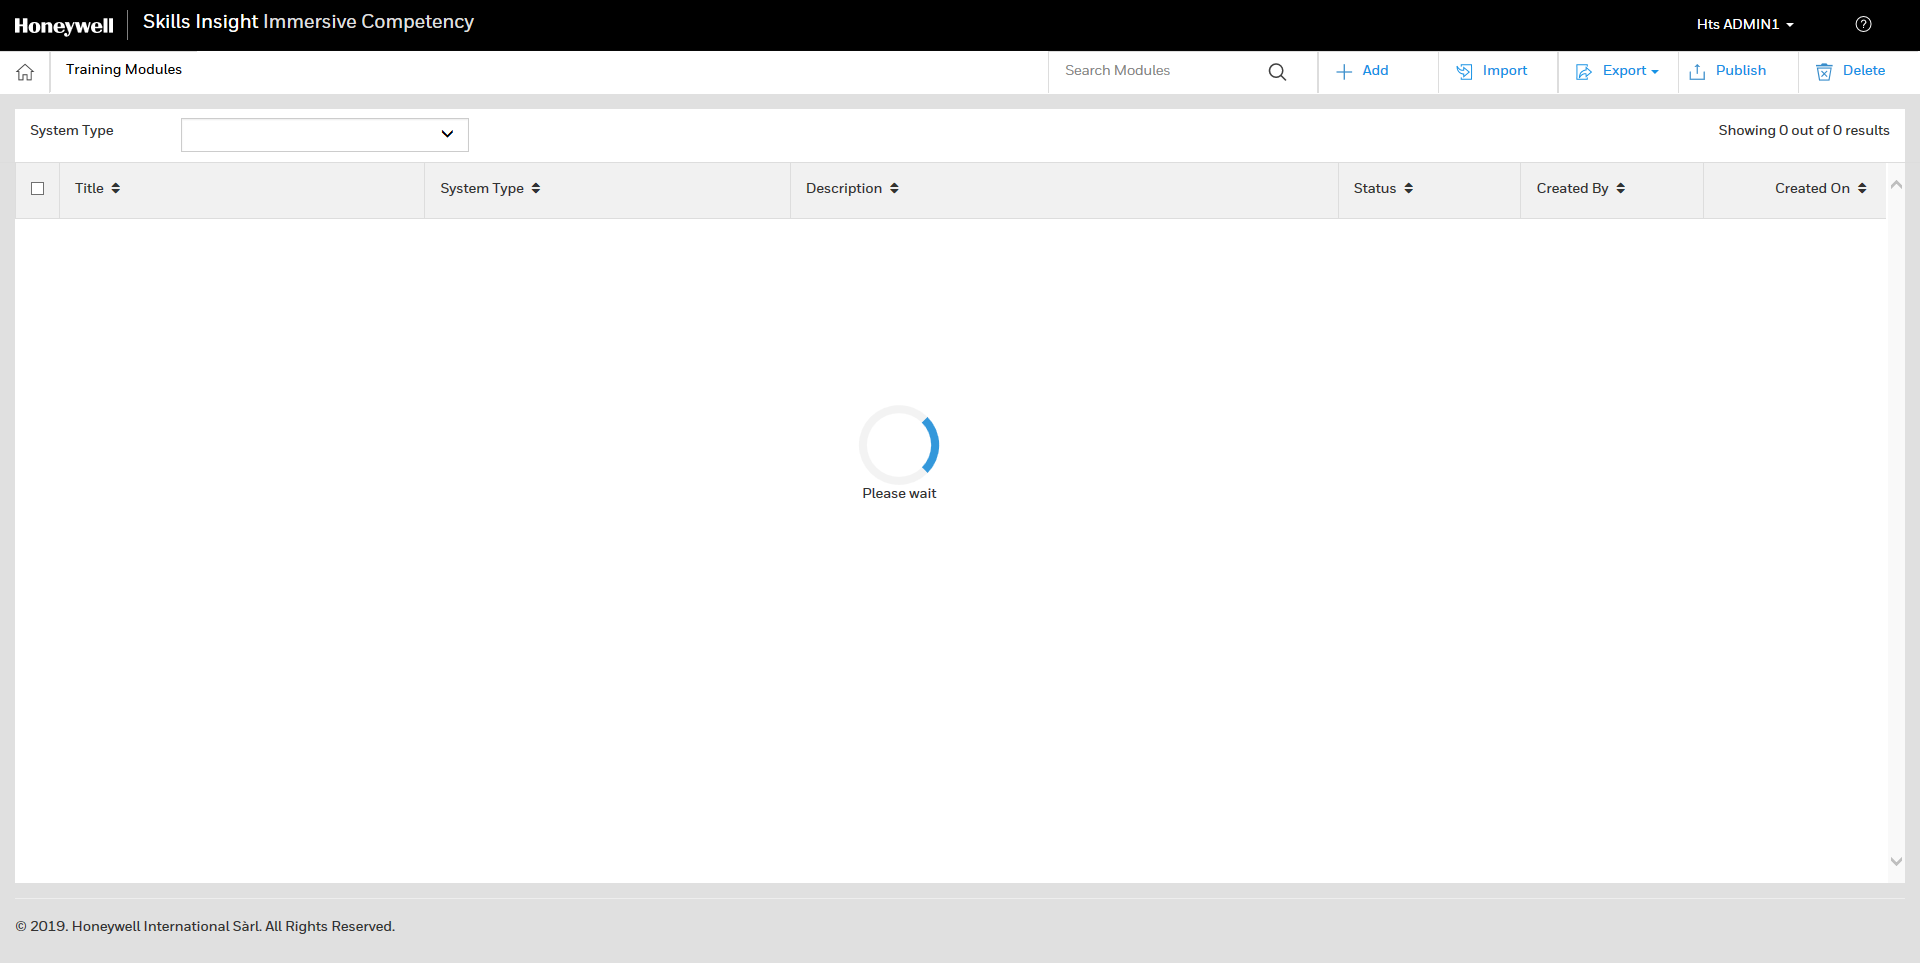 Honeywell
Skills Insight Immersive Competency
Hts ADMIN1
?
Training Modules
Search Modules
Add
Import
Export
Publish
Delete
System Type
Showing 0 out of 0 results
Title
System Type
Description
Status
Created By
Created On
Please wait
© 2019. Honeywell International Sàrl. All Rights Reserved.